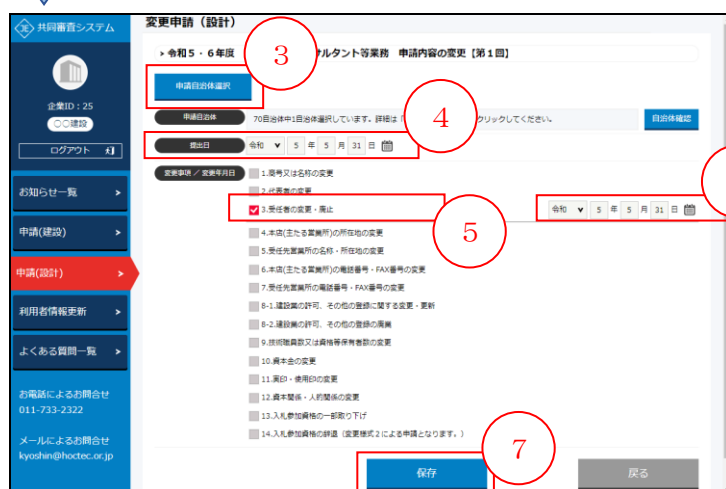 共同審査システム
企業ID:25
〇〇建設
ログアウト
お知らせ一覧 >
申請(建設) >
申請(設計) >
利用者情報更新 >
よくある質問一覧 >
お電話によるお問合せ
011-733-2322
メールによるお問合せ
kyoshin@hoctec.or.jp
変更申請(設計)
> 令和5・6年度 サルタント等業務 申請内容の変更【第1回】
3
申請自治体選択
申請自治体 70自治体中1自治体選択しています。詳細は クリックしてください。 自治体確認
4
提出日 令和 5 年 5 月 31 日
変更事項 / 変更年月日
1.商号又は名称の変更
2.代表者の変更
3.受任者の変更・廃止 令和 5 年 5 月 31 日
5
4.本店(主たる営業所)の所在地の変更
5.受任先営業所の名称・所在地の変更
6.本店(主たる営業所)の電話番号・FAX番号の変更
7.受任先営業所の電話番号・FAX番号の変更
8-1.建設業の許可、その他の登録に関する変更・更新
8-2.建設業の許可、その他の登録の廃業
9.技術職員数又は資格等保有者数の変更
10.資本金の変更
11.実印・使用印の変更
12.資本関係・人的関係の変更
13.入札参加資格の一部取り下げ
14.入札参加資格の辞退(変更様式2による申請となります。)
7
保存 戻る